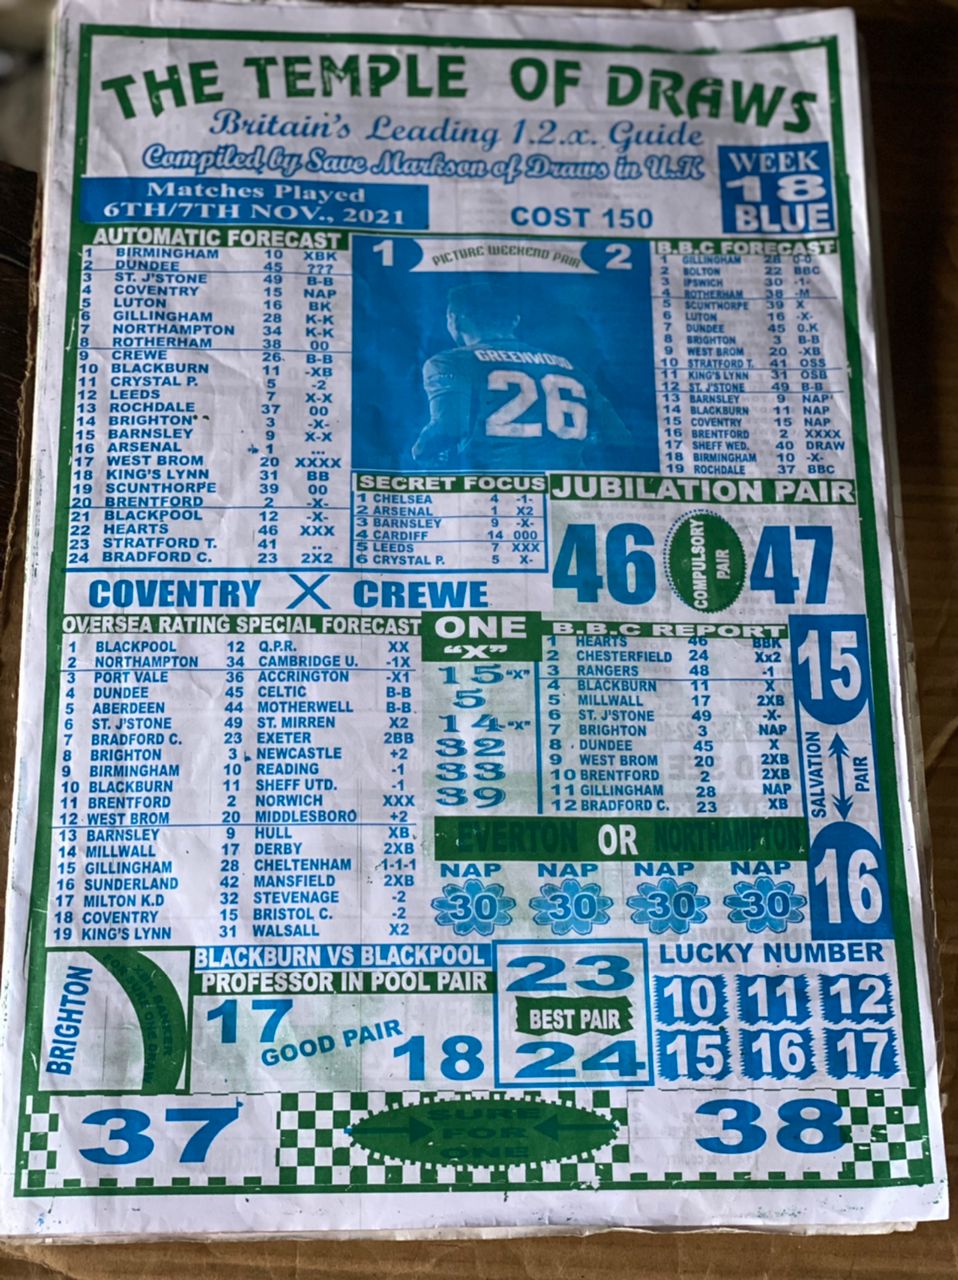 THE TEMPLE OF DRAWS
Britain's Leading 1.2.x. Guide
Compiled by Save Markson of Draws in U.K
WEEK
18
BLUE
Matches Played
6TH/7TH NOV., 2021
COST 150
AUTOMATIC FORECAST
1 BIRMINGHAM 10 XBK
2 DUNDEE 45 ???
3 ST. J'STONE 49 B-B
4 COVENTRY 15 NAP
5 LUTON 16 BK
6 GILLINGHAM 28 K-K
7 NORTHAMPTON 34 K-K
8 ROTHERHAM 38 00
9 CREWE 26 B-B
10 BLACKBURN 11 -XB
11 CRYSTAL P. 5 -2
12 LEEDS 7 X-X
13 ROCHDALE 37 00
14 BRIGHTON 3 -X-
15 BARNSLEY 9 X-X
16 ARSENAL 1 ...
17 WEST BROM 20 XXXX
18 KING'S LYNN 31 BB
19 SCUNTHORPE 39 00
20 BRENTFORD 2 -X-
21 BLACKPOOL 12 -X-
22 HEARTS 46 XXX
23 STRATFORD T. 41 ..
24 BRADFORD C. 23 2X2
1 PICTURE WEEKEND PAIR 2
GREENWOOD
26
B.B.C FORECAST
1 GILLINGHAM 28 0-0
2 BOLTON 22 BBC
3 IPSWICH 30 -1-
4 ROTHERHAM 38 -M
5 SCUNTHORPE 39 X
6 LUTON 16 -X-
7 DUNDEE 45 O.K
8 BRIGHTON 3 B-B
9 WEST BROM 20 -XB
10 STRATFORD T. 41 OSS
11 KING'S LYNN 31 OSB
12 ST. J'STONE 49 B-B
13 BARNSLEY 9 NAP
14 BLACKBURN 11 NAP
15 COVENTRY 15 NAP
16 BRENTFORD 2 XXXX
17 SHEFF WED. 40 DRAW
18 BIRMINGHAM 10 -X-
19 ROCHDALE 37 BBC
SECRET FOCUS
1 CHELSEA 4 -1-
2 ARSENAL 1 X2
3 BARNSLEY 9 -X-
4 CARDIFF 14 000
5 LEEDS 7 XXX
6 CRYSTAL P. 5 X-
JUBILATION PAIR
46 COMPULSORY PAIR 47
COVENTRY X CREWE
OVERSEA RATING SPECIAL FORECAST
1 BLACKPOOL 12 Q.P.R. XX
2 NORTHAMPTON 34 CAMBRIDGE U. -1X
3 PORT VALE 36 ACCRINGTON -X1
4 DUNDEE 45 CELTIC B-B
5 ABERDEEN 44 MOTHERWELL B-B
6 ST. J'STONE 49 ST. MIRREN X2
7 BRADFORD C. 23 EXETER 2BB
8 BRIGHTON 3 NEWCASTLE +2
9 BIRMINGHAM 10 READING -1
10 BLACKBURN 11 SHEFF UTD. -1
11 BRENTFORD 2 NORWICH XXX
12 WEST BROM 20 MIDDLESBORO +2
13 BARNSLEY 9 HULL XB
14 MILLWALL 17 DERBY 2XB
15 GILLINGHAM 28 CHELTENHAM 1-1-1
16 SUNDERLAND 42 MANSFIELD 2XB
17 MILTON K.D 32 STEVENAGE -2
18 COVENTRY 15 BRISTOL C. -2
19 KING'S LYNN 31 WALSALL X2
ONE
"X"
15 "X"
5
14 "X"
32
33
39
B.B.C REPORT
1 HEARTS 46 BBK
2 CHESTERFIELD 24 Xx2
3 RANGERS 48 -1
4 BLACKBURN 11 X
5 MILLWALL 17 2XB
6 ST. J'STONE 49 -X-
7 BRIGHTON 3 NAP
8 DUNDEE 45 X
9 WEST BROM 20 2XB
10 BRENTFORD 2 2XB
11 GILLINGHAM 28 NAP
12 BRADFORD C. 23 XB
15
SALVATION PAIR
16
EVERTON OR NORTHAMPTON
NAP NAP NAP NAP
30 30 30 30
BRIGHTON
BLACKBURN VS BLACKPOOL
PROFESSOR IN POOL PAIR
17 GOOD PAIR 18
23
BEST PAIR
24
LUCKY NUMBER
10 11 12
15 16 17
37 SURE FOR ONE 38